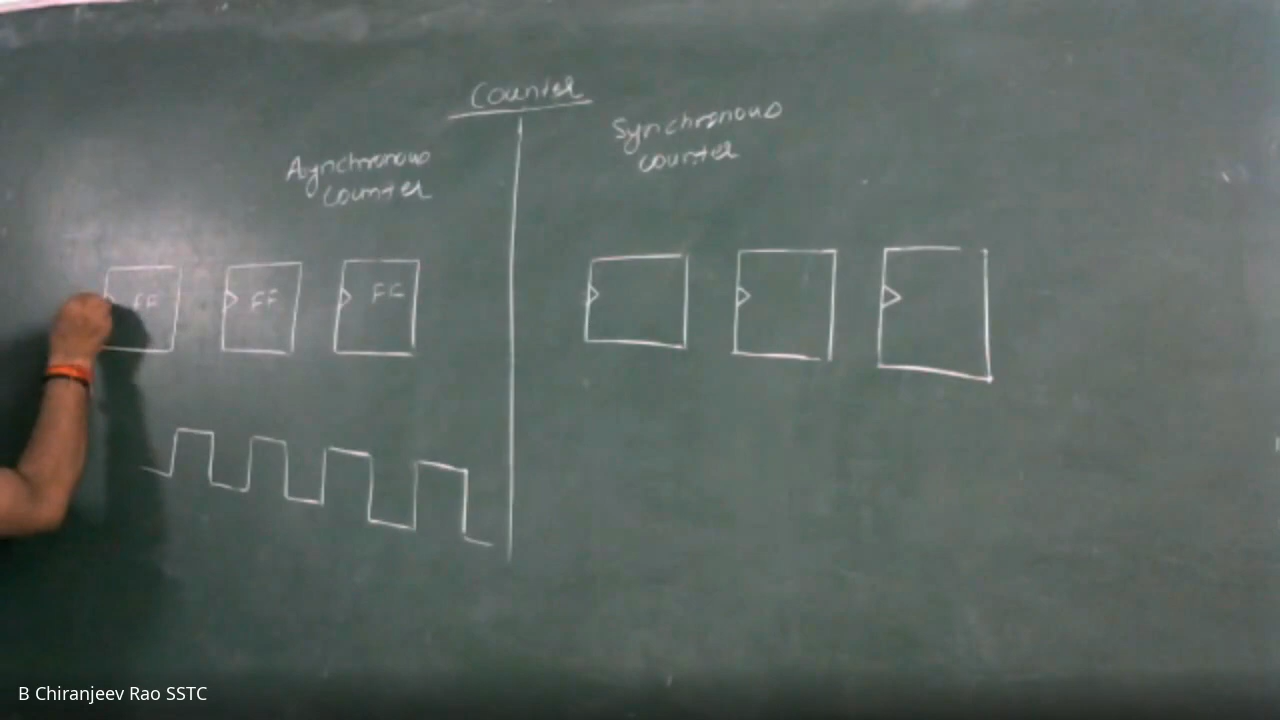 Counter
Asynchronous
counter
Synchronous
counter
FF
FF
FF
B Chiranjeev Rao SSTC